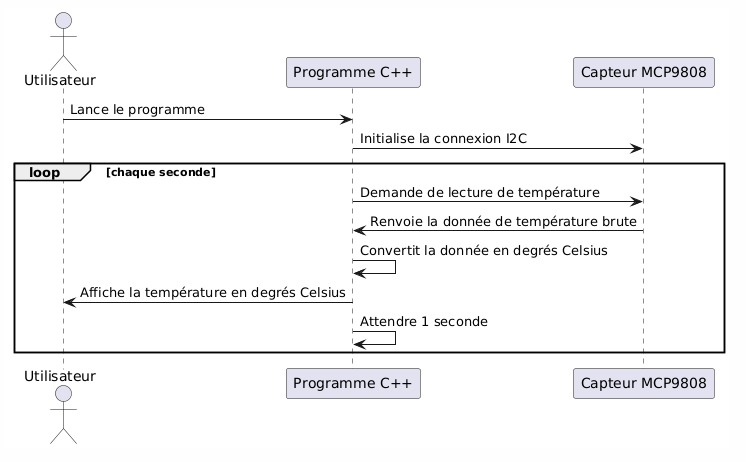 Utilisateur
Programme C++
Capteur MCP9808
Lance le programme
Initialise la connexion I2C
loop
[chaque seconde]
Demande de lecture de température
Renvoie la donnée de température brute
Convertit la donnée en degrés Celsius
Affiche la température en degrés Celsius
Attendre 1 seconde
Utilisateur
Programme C++
Capteur MCP9808